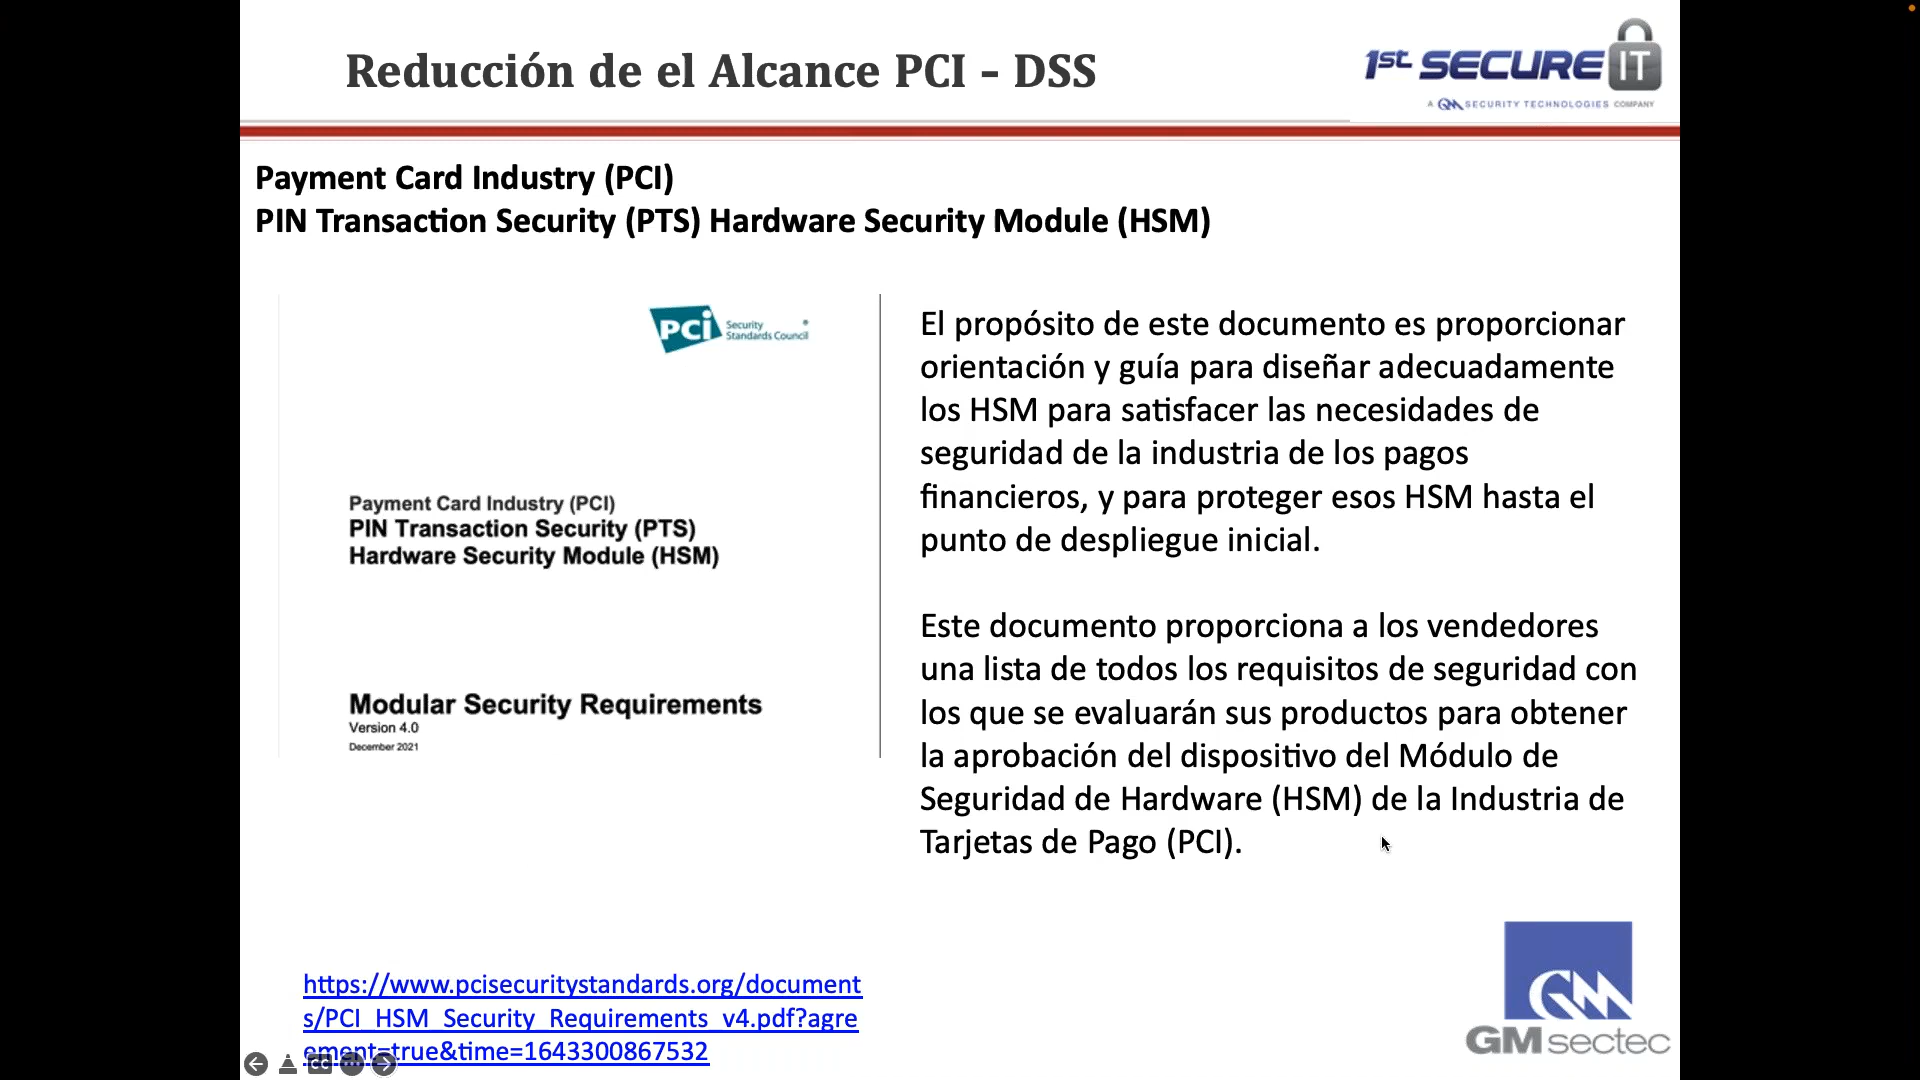 Reducción de el Alcance PCI – DSS
1st SECURE IT
A GM SECURITY TECHNOLOGIES COMPANY
Payment Card Industry (PCI)
PIN Transaction Security (PTS) Hardware Security Module (HSM)
PCI Security
Standards Council
®
Payment Card Industry (PCI)
PIN Transaction Security (PTS)
Hardware Security Module (HSM)
Modular Security Requirements
Version 4.0
December 2021
El propósito de este documento es proporcionar
orientación y guía para diseñar adecuadamente
los HSM para satisfacer las necesidades de
seguridad de la industria de los pagos
financieros, y para proteger esos HSM hasta el
punto de despliegue inicial.
Este documento proporciona a los vendedores
una lista de todos los requisitos de seguridad con
los que se evaluarán sus productos para obtener
la aprobación del dispositivo del Módulo de
Seguridad de Hardware (HSM) de la Industria de
Tarjetas de Pago (PCI).
https://www.pcisecuritystandards.org/document
s/PCI_HSM_Security_Requirements_v4.pdf?agre
ement=true&time=1643300867532
CC
GM
GMsectec